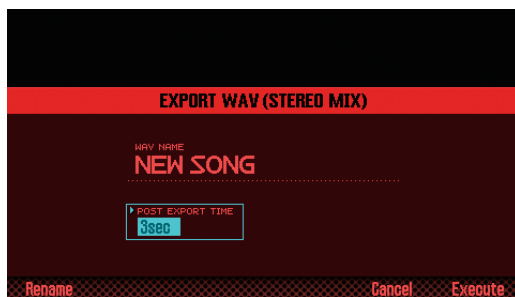 EXPORT WAV (STEREO MIX)
WAV NAME
NEW SONG
POST EXPORT TIME
3sec
Rename Cancel Execute